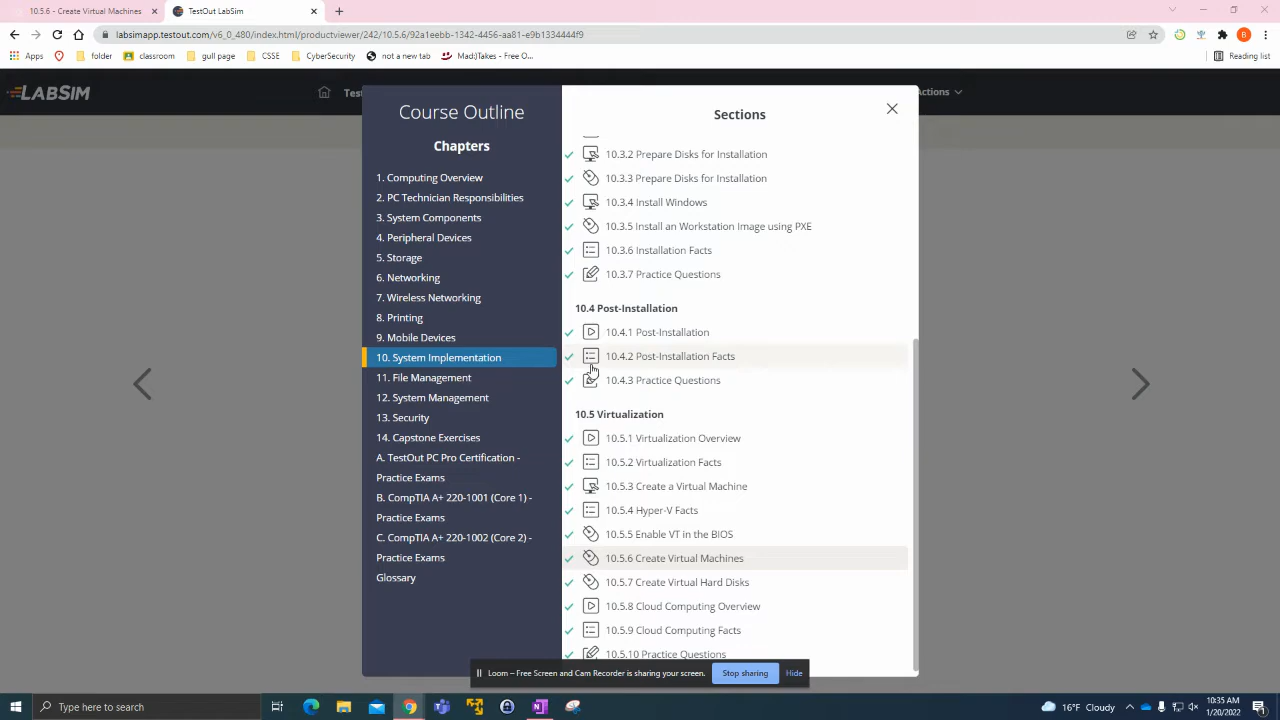 10.5.6 - Create Virtual Machines
TestOut LabSim
labsimapp.testout.com/v6_0_480/index.html/productviewer/242/10.5.6/92a1eebb-1342-4456-aa81-e9b1334444f9
Apps
folder
classroom
gull page
CSSE
CyberSecurity
not a new tab
Mad:)Takes - Free O...
Reading list
LABSIM
Actions
Course Outline
Chapters
1. Computing Overview
2. PC Technician Responsibilities
3. System Components
4. Peripheral Devices
5. Storage
6. Networking
7. Wireless Networking
8. Printing
9. Mobile Devices
10. System Implementation
11. File Management
12. System Management
13. Security
14. Capstone Exercises
A. TestOut PC Pro Certification -
Practice Exams
B. CompTIA A+ 220-1001 (Core 1) -
Practice Exams
C. CompTIA A+ 220-1002 (Core 2) -
Practice Exams
Glossary
Sections
10.3.2 Prepare Disks for Installation
10.3.3 Prepare Disks for Installation
10.3.4 Install Windows
10.3.5 Install an Workstation Image using PXE
10.3.6 Installation Facts
10.3.7 Practice Questions
10.4 Post-Installation
10.4.1 Post-Installation
10.4.2 Post-Installation Facts
10.4.3 Practice Questions
10.5 Virtualization
10.5.1 Virtualization Overview
10.5.2 Virtualization Facts
10.5.3 Create a Virtual Machine
10.5.4 Hyper-V Facts
10.5.5 Enable VT in the BIOS
10.5.6 Create Virtual Machines
10.5.7 Create Virtual Hard Disks
10.5.8 Cloud Computing Overview
10.5.9 Cloud Computing Facts
10.5.10 Practice Questions
Loom – Free Screen and Cam Recorder is sharing your screen.
Stop sharing
Hide
Type here to search
16°F Cloudy
10:35 AM
1/20/2022